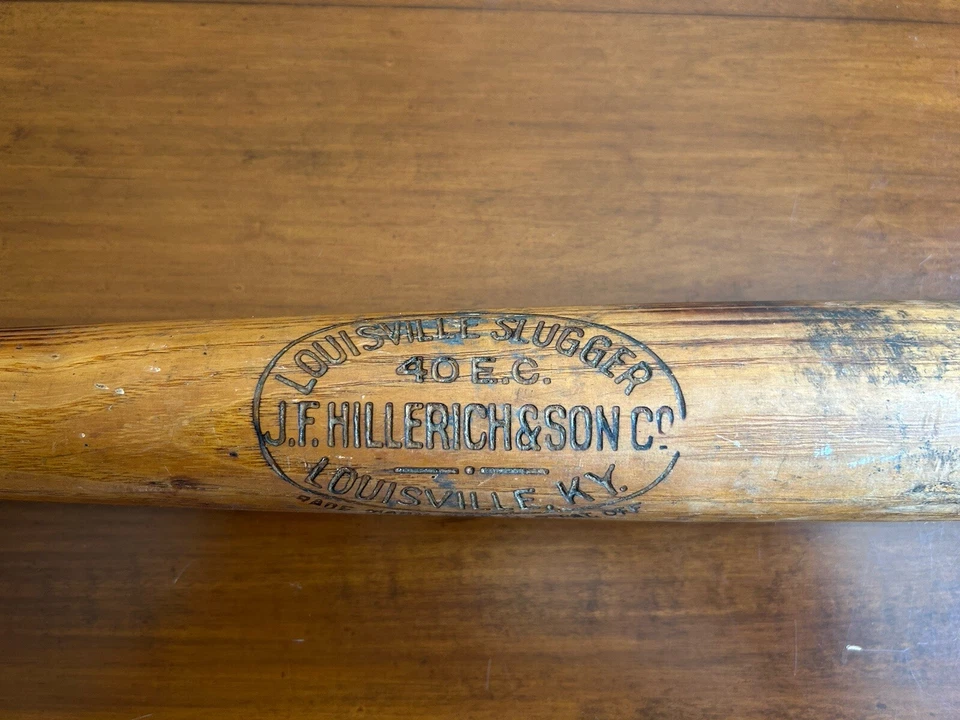 LOUISVILLE SLUGGER
40 E.C.
J.F. HILLERICH & SON CO
LOUISVILLE, KY.